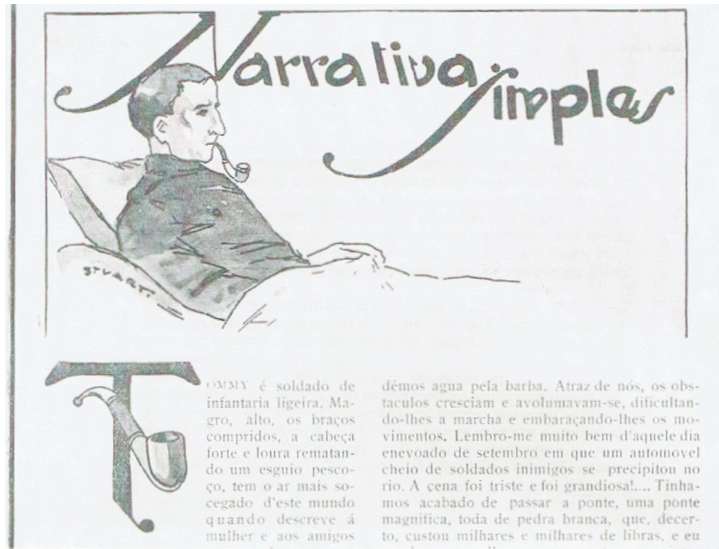 Narrativa
Simples
STUART.
TOMMY é soldado de
infantaria ligeira. Ma-
gro, alto, os braços
compridos, a cabeça
forte e loura rematan-
do um esguio pesco-
ço, tem o ar mais so-
cegado d'este mundo
quando descreve á
mulher e aos amigos
démos agua pela barba. Atraz de nós, os obs-
taculos cresciam e avolumavam-se, dificultan-
do-lhes a marcha e embaraçando-lhes os mo-
vimentos. Lembro-me muito bem d'aquele dia
enevoado de setembro em que um automovel
cheio de soldados inimigos se precipitou no
rio. A cena foi triste e foi grandiosa!.... Tinha-
mos acabado de passar a ponte, uma ponte
magnifica, toda de pedra branca, que, decer-
to, custou milhares e milhares de libras, e eu